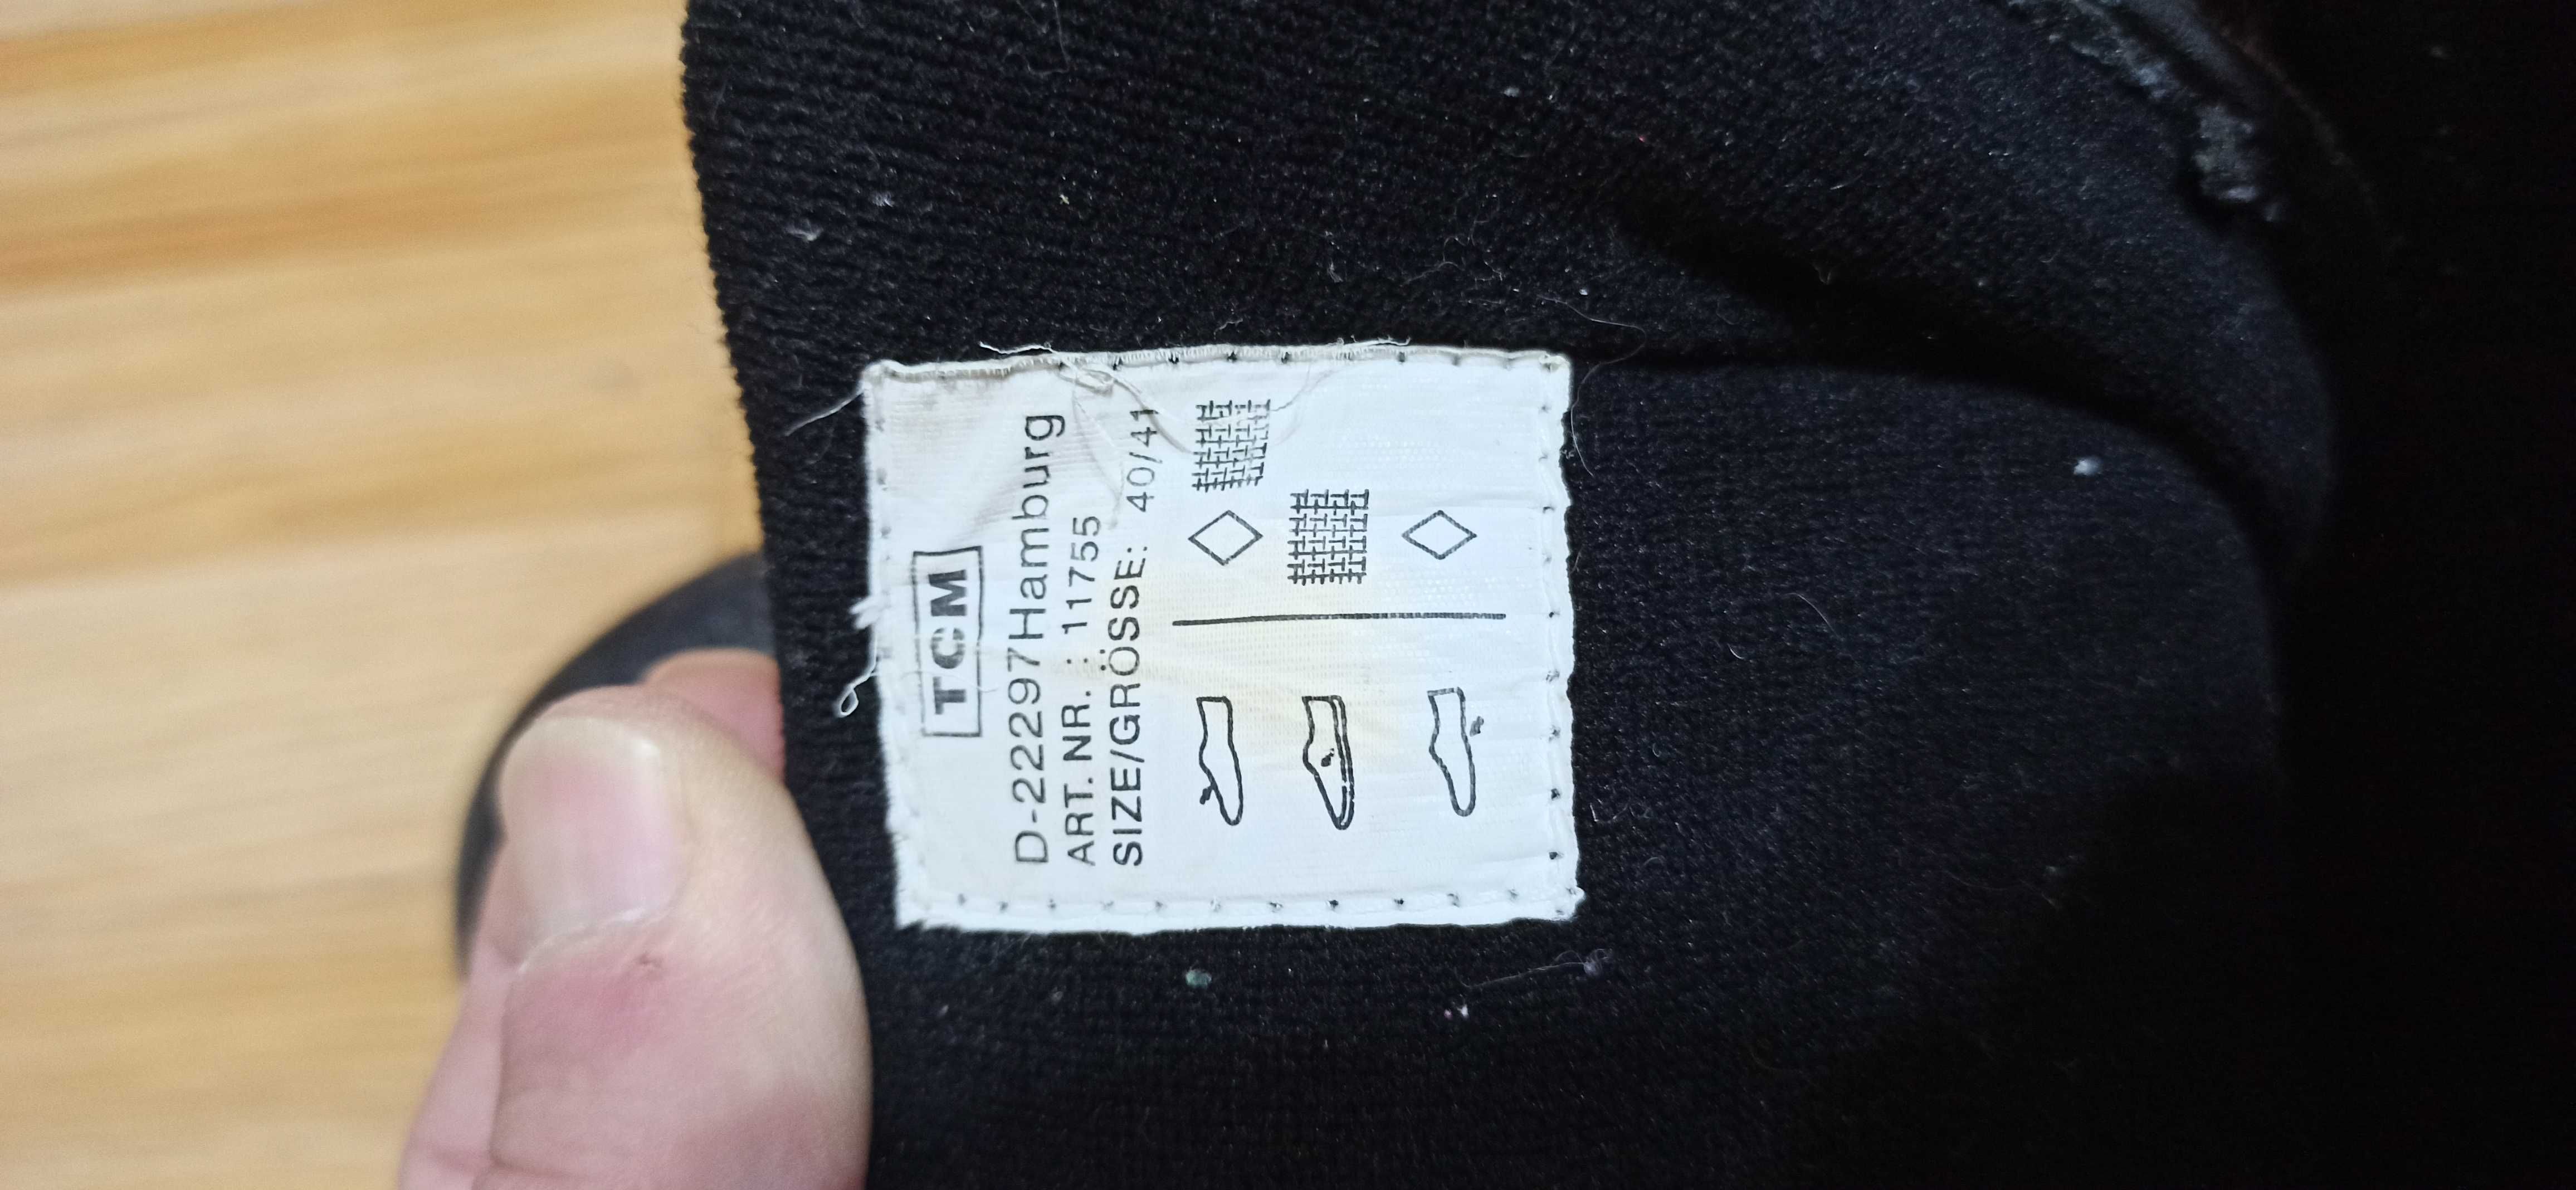 TCM
D-22297Hamburg
ART.NR.:11755
SIZE/GRÖSSE: 40/41